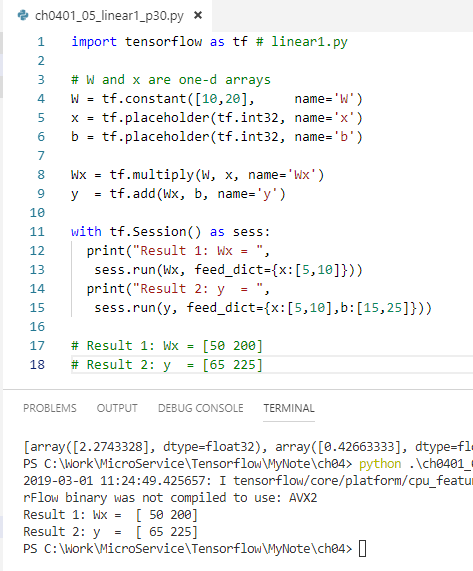 ch0401_05_linear1_p30.py ×
1 import tensorflow as tf # linear1.py
2
3 # W and x are one-d arrays
4 W = tf.constant([10,20],     name='W')
5 x = tf.placeholder(tf.int32, name='x')
6 b = tf.placeholder(tf.int32, name='b')
7
8 Wx = tf.multiply(W, x, name='Wx')
9 y  = tf.add(Wx, b, name='y')
10
11 with tf.Session() as sess:
12   print("Result 1: Wx = ",
13    sess.run(Wx, feed_dict={x:[5,10]}))
14   print("Result 2: y  = ",
15    sess.run(y, feed_dict={x:[5,10],b:[15,25]}))
16
17 # Result 1: Wx = [50 200]
18 # Result 2: y  = [65 225]
PROBLEMS OUTPUT DEBUG CONSOLE TERMINAL
[array([2.2743328], dtype=float32), array([0.42663333], dtype=flo
PS C:\Work\MicroService\Tensorflow\MyNote\ch04> python .\ch0401_0
2019-03-01 11:24:49.425657: I tensorflow/core/platform/cpu_featur
rFlow binary was not compiled to use: AVX2
Result 1: Wx =  [ 50 200]
Result 2: y  =  [ 65 225]
PS C:\Work\MicroService\Tensorflow\MyNote\ch04>